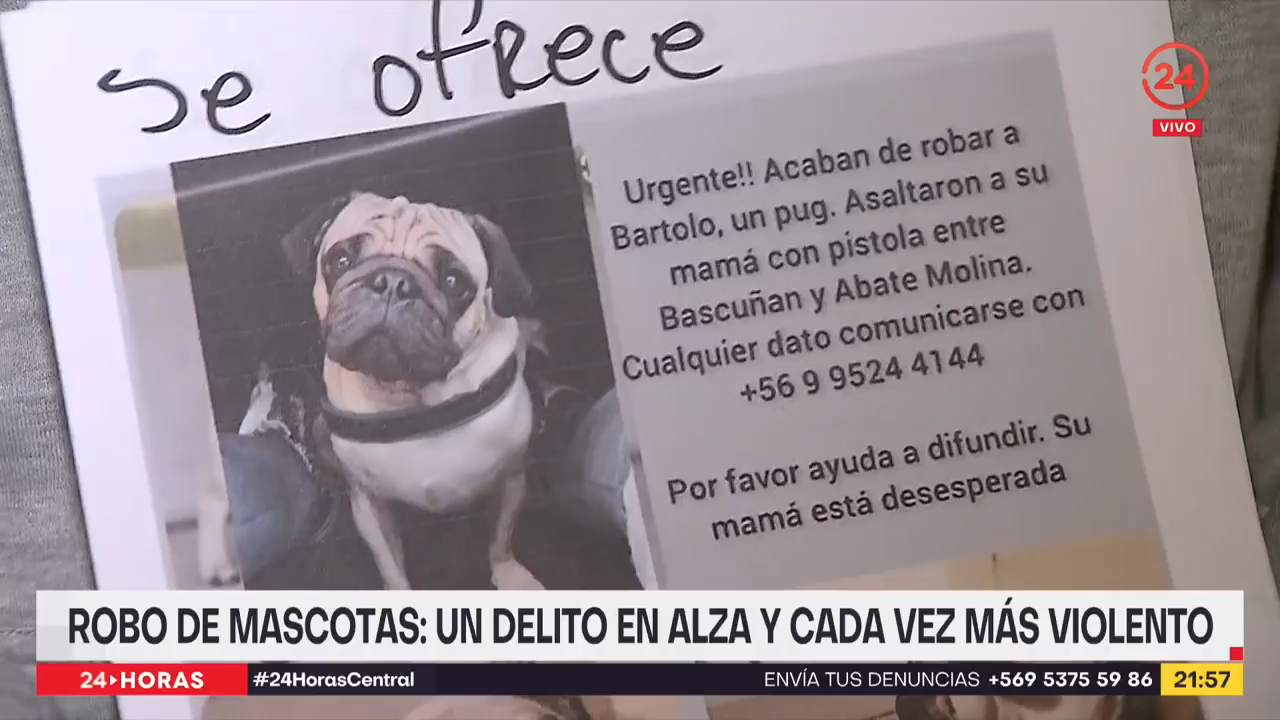 se ofrece
24
VIVO
Urgente!! Acaban de robar a
Bartolo, un pug. Asaltaron a su
mamá con pistola entre
Bascuñan y Abate Molina.
Cualquier dato comunicarse con
+56 9 9524 4144
Por favor ayuda a difundir. Su
mamá está desesperada
ROBO DE MASCOTAS: UN DELITO EN ALZA Y CADA VEZ MÁS VIOLENTO
24 HORAS #24HorasCentral ENVÍA TUS DENUNCIAS +569 5375 59 86 21:57